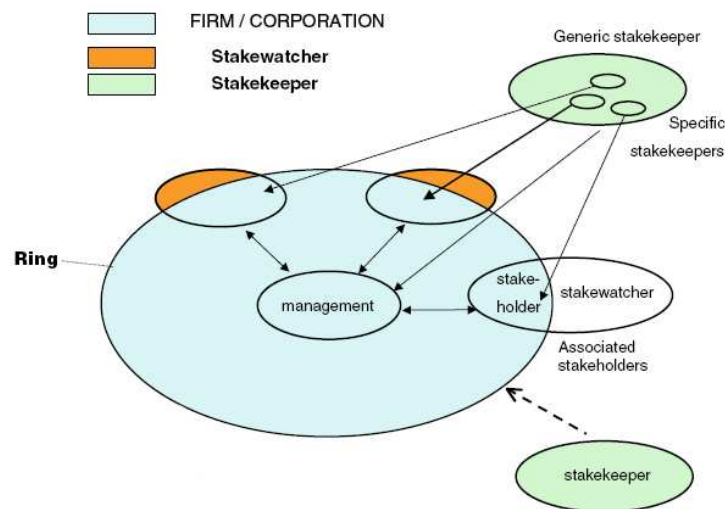 FIRM / CORPORATION
Stakewatcher
Stakekeeper
Generic stakekeeper
Specific
stakekeepers
Ring
management
stake-
holder
stakewatcher
Associated
stakeholders
stakekeeper